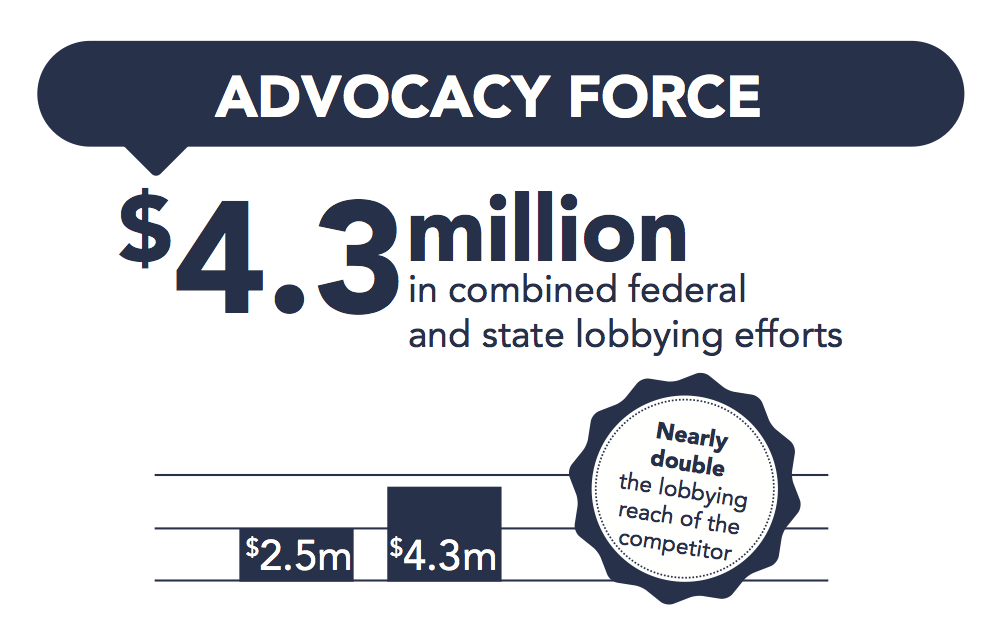 ADVOCACY FORCE
$4.3 million
in combined federal
and state lobbying efforts
Nearly
double
the lobbying
reach of the
competitor
$2.5m
$4.3m